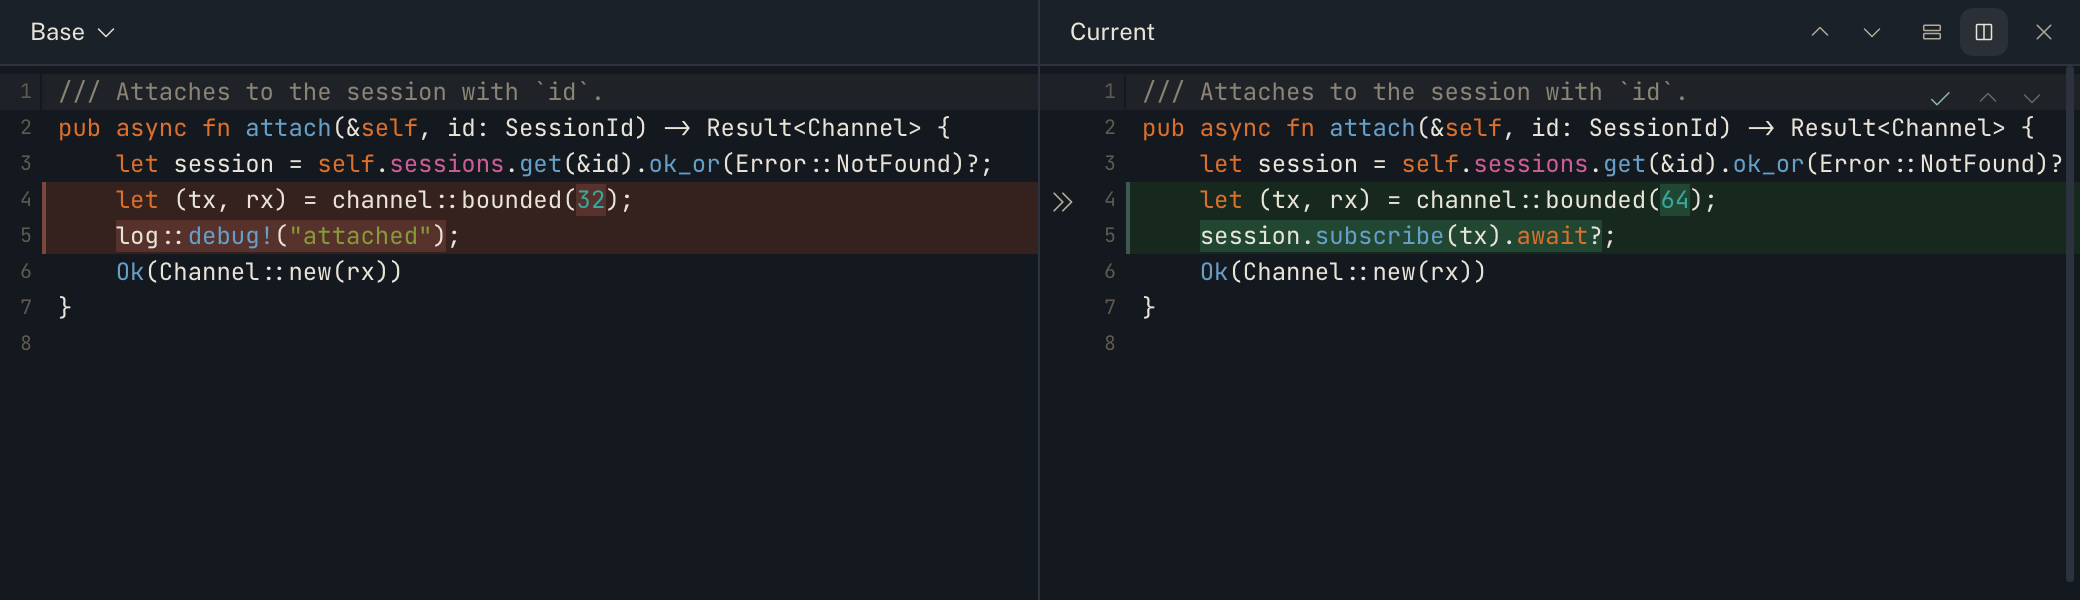 Base
1 /// Attaches to the session with `id`.
2 pub async fn attach(&self, id: SessionId) -> Result<Channel> {
3     let session = self.sessions.get(&id).ok_or(Error::NotFound)?;
4     let (tx, rx) = channel::bounded(32);
5     log::debug!("attached");
6     Ok(Channel::new(rx))
7 }
8
Current
1 /// Attaches to the session with `id`.
2 pub async fn attach(&self, id: SessionId) -> Result<Channel> {
3     let session = self.sessions.get(&id).ok_or(Error::NotFound)?
4     let (tx, rx) = channel::bounded(64);
5     session.subscribe(tx).await?;
6     Ok(Channel::new(rx))
7 }
8